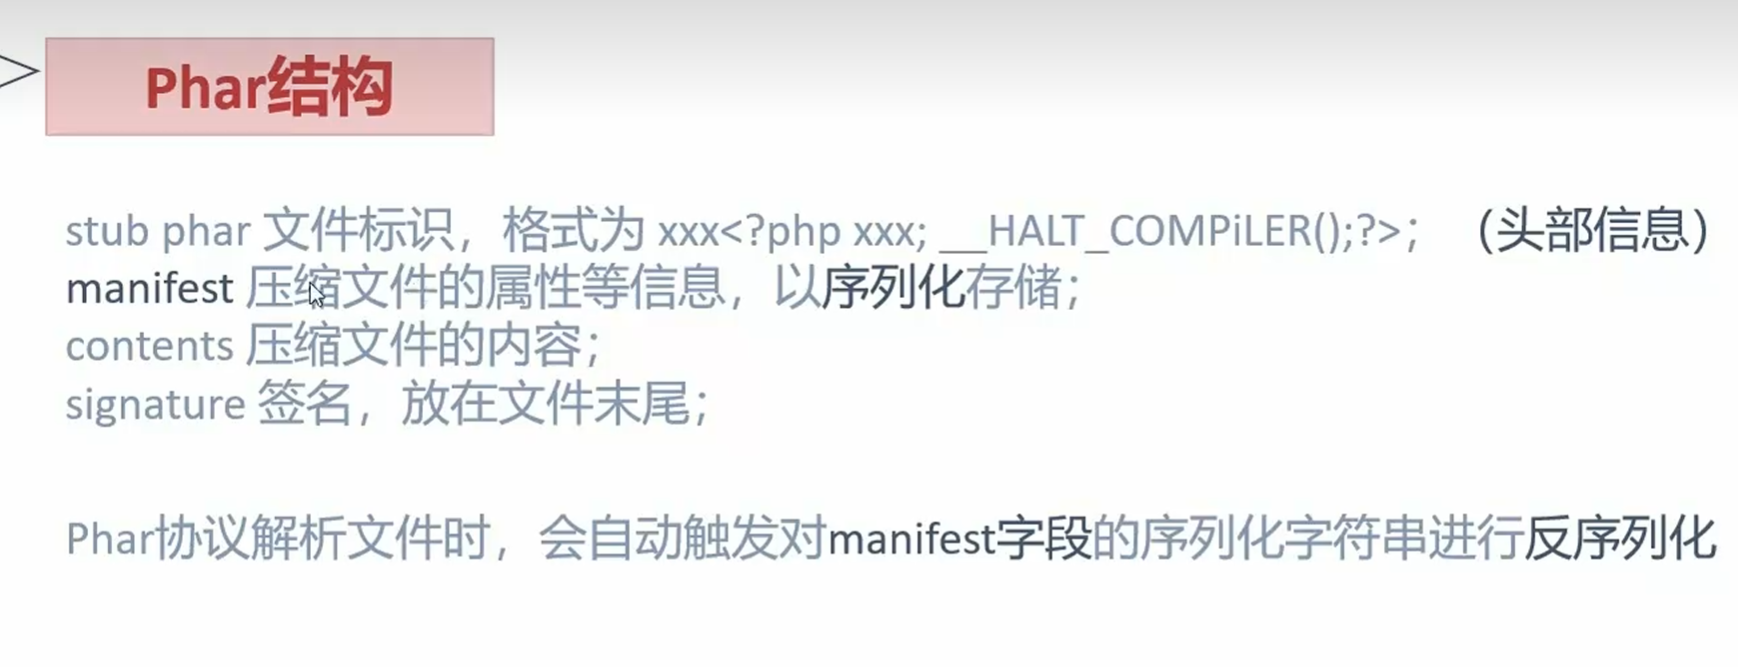 Phar结构
stub phar 文件标识，格式为 xxx<?php xxx; __HALT_COMPiLER();?>；（头部信息）
manifest 压缩文件的属性等信息，以序列化存储；
contents 压缩文件的内容；
signature 签名，放在文件末尾；
Phar协议解析文件时，会自动触发对manifest字段的序列化字符串进行反序列化